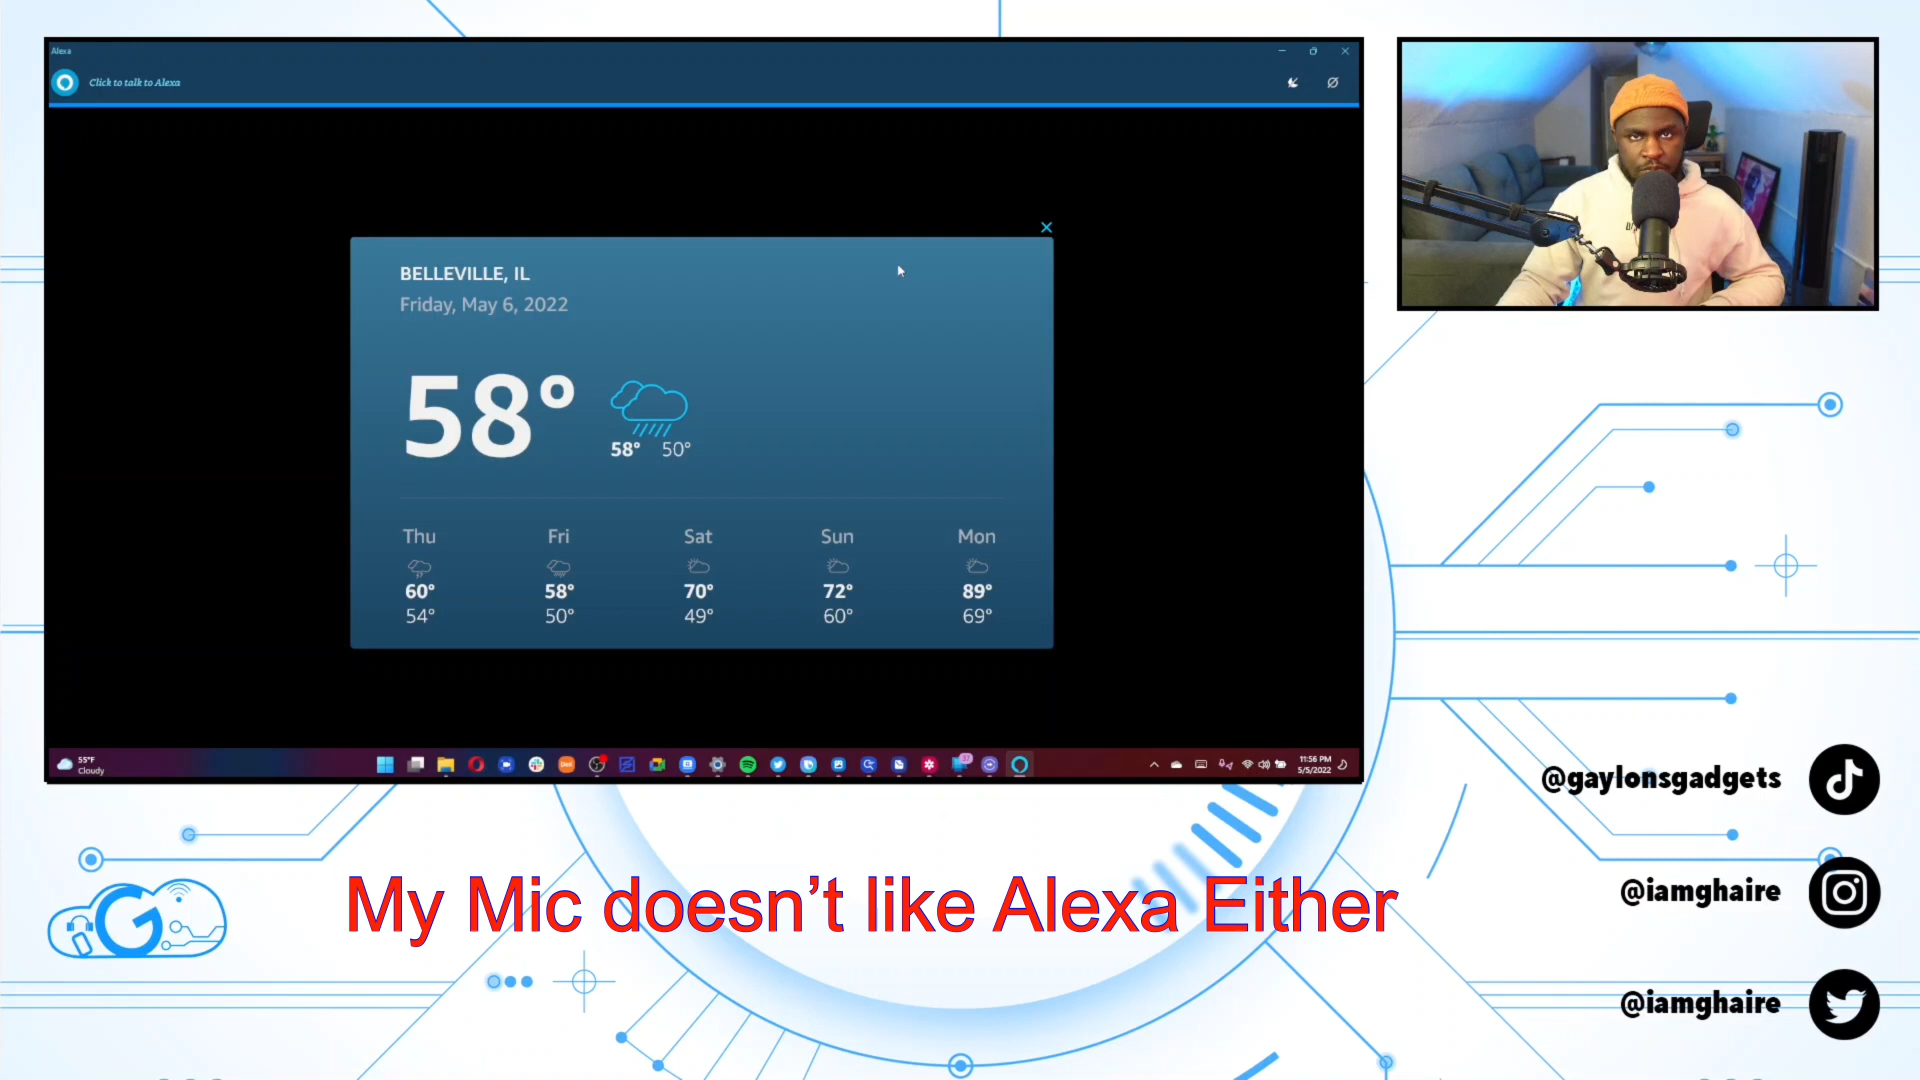 Alexa
Click to talk to Alexa
BELLEVILLE, IL
Friday, May 6, 2022
58°
58° 50°
Thu Fri Sat Sun Mon
60° 58° 70° 72° 89°
54° 50° 49° 60° 69°
55°F
Cloudy
11:56 PM
5/5/2022
@gaylonsgadgets
@iamghaire
@iamghaire
G
My Mic doesn’t like Alexa Either